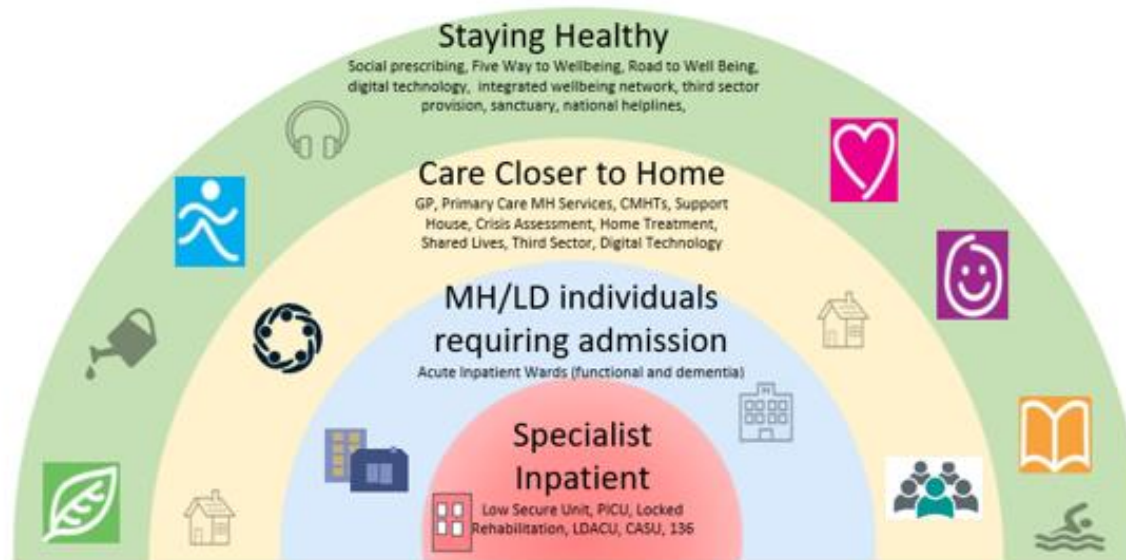 Staying Healthy
Social prescribing, Five Way to Wellbeing, Road to Well Being,
digital technology, integrated wellbeing network, third sector
provision, sanctuary, national helplines,
Care Closer to Home
GP, Primary Care MH Services, CMHTs, Support
House, Crisis Assessment, Home Treatment,
Shared Lives, Third Sector, Digital Technology
MH/LD individuals
requiring admission
Acute Inpatient Wards (functional and dementia)
H
Specialist
Inpatient
Low Secure Unit, PICU, Locked
Rehabilitation, LDACU, CASU, 136